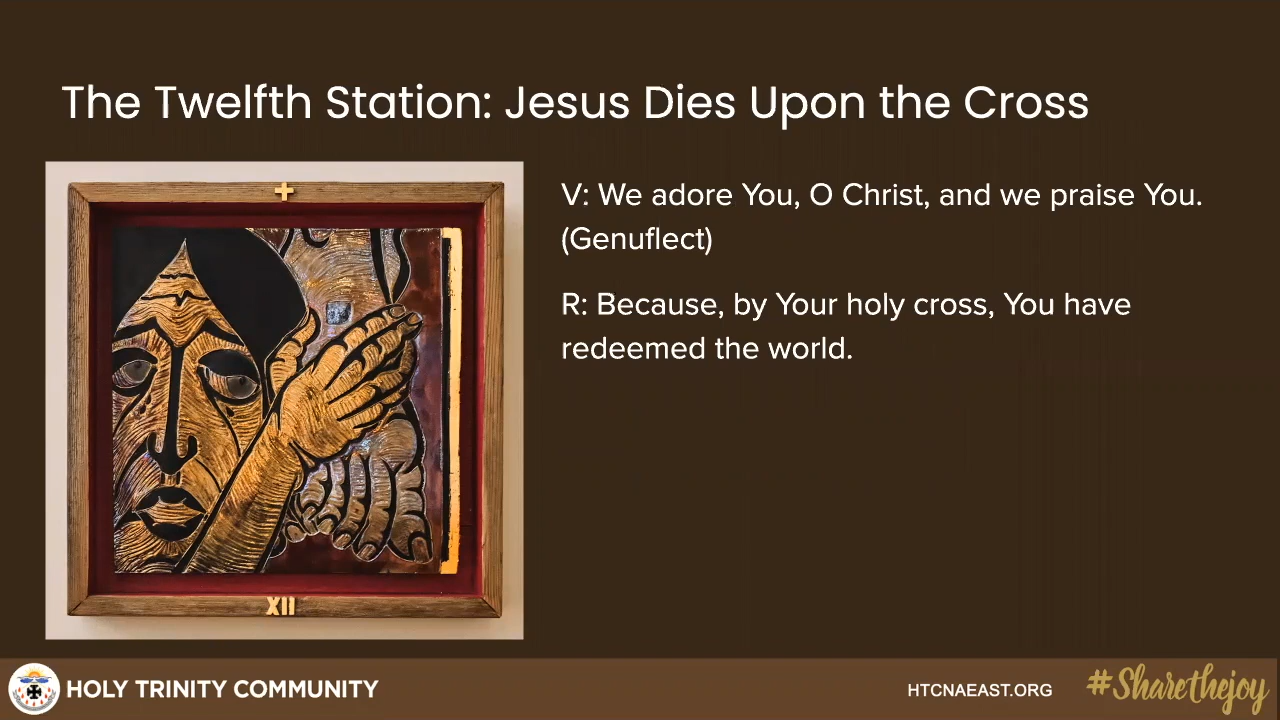 The Twelfth Station: Jesus Dies Upon the Cross
V: We adore You, O Christ, and we praise You.
(Genuflect)
R: Because, by Your holy cross, You have
redeemed the world.
XII
HOLY TRINITY COMMUNITY
HTCNAEAST.ORG
#Sharethejoy